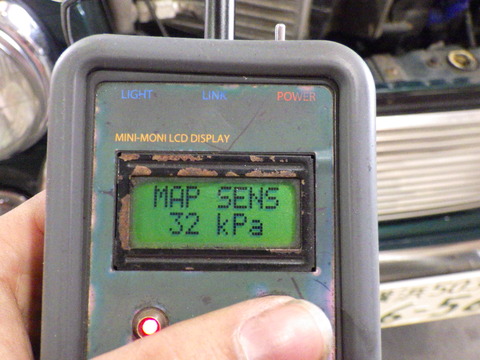 LIGHT LINK POWER
MINI-MONI LCD DISPLAY
MAP SENS
32 kPa